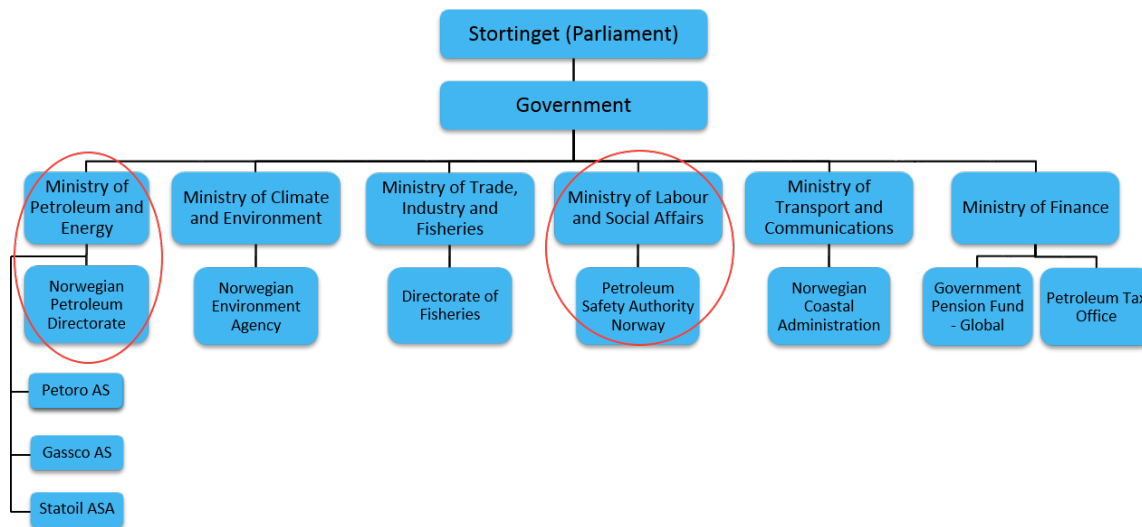 Stortinget (Parliament)
Government
Ministry of
Petroleum and
Energy
Ministry of Climate
and Environment
Ministry of Trade,
Industry and
Fisheries
Ministry of Labour
and Social Affairs
Ministry of
Transport and
Communications
Ministry of Finance
Norwegian
Petroleum
Directorate
Norwegian
Environment
Agency
Directorate of
Fisheries
Petroleum
Safety Authority
Norway
Norwegian
Coastal
Administration
Government
Pension Fund
- Global
Petroleum Tax
Office
Petoro AS
Gassco AS
Statoil ASA